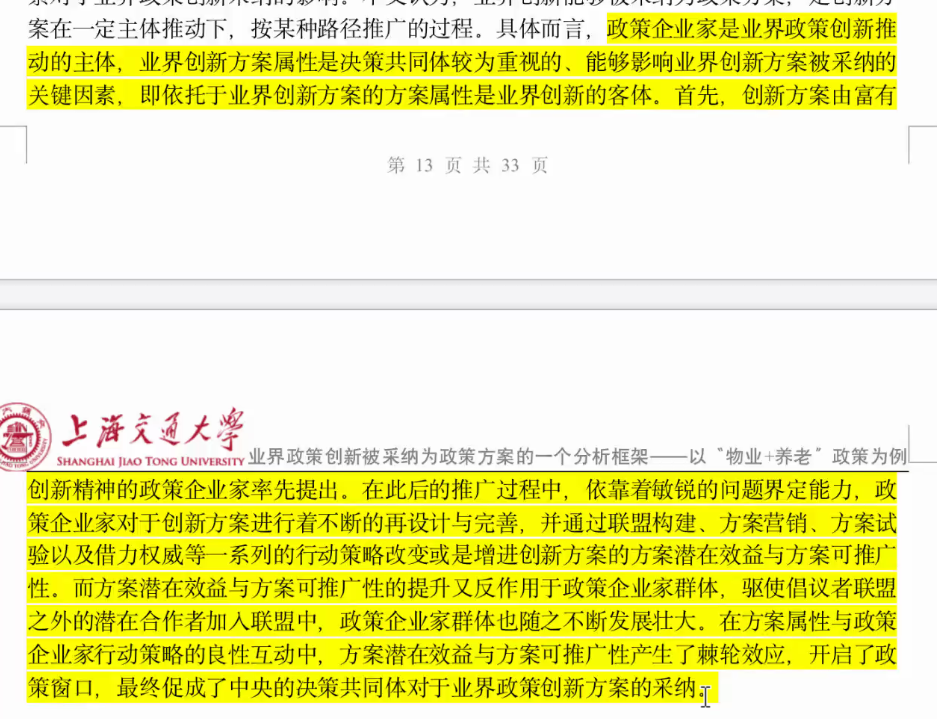 案在一定主体推动下，按某种路径推广的过程。具体而言，政策企业家是业界政策创新推
动的主体，业界创新方案属性是决策共同体较为重视的、能够影响业界创新方案被采纳的
关键因素，即依托于业界创新方案的方案属性是业界创新的客体。首先，创新方案由富有
第 13 页 共 33 页
上海交通大学
SHANGHAI JIAO TONG UNIVERSITY
业界政策创新被采纳为政策方案的一个分析框架——以“物业+养老”政策为例
创新精神的政策企业家率先提出。在此后的推广过程中，依靠着敏锐的问题界定能力，政
策企业家对于创新方案进行着不断的再设计与完善，并通过联盟构建、方案营销、方案试
验以及借力权威等一系列的行动策略改变或是增进创新方案的方案潜在效益与方案可推广
性。而方案潜在效益与方案可推广性的提升又反作用于政策企业家群体，驱使倡议者联盟
之外的潜在合作者加入联盟中，政策企业家群体也随之不断发展壮大。在方案属性与政策
企业家行动策略的良性互动中，方案潜在效益与方案可推广性产生了棘轮效应，开启了政
策窗口，最终促成了中央的决策共同体对于业界政策创新方案的采纳。